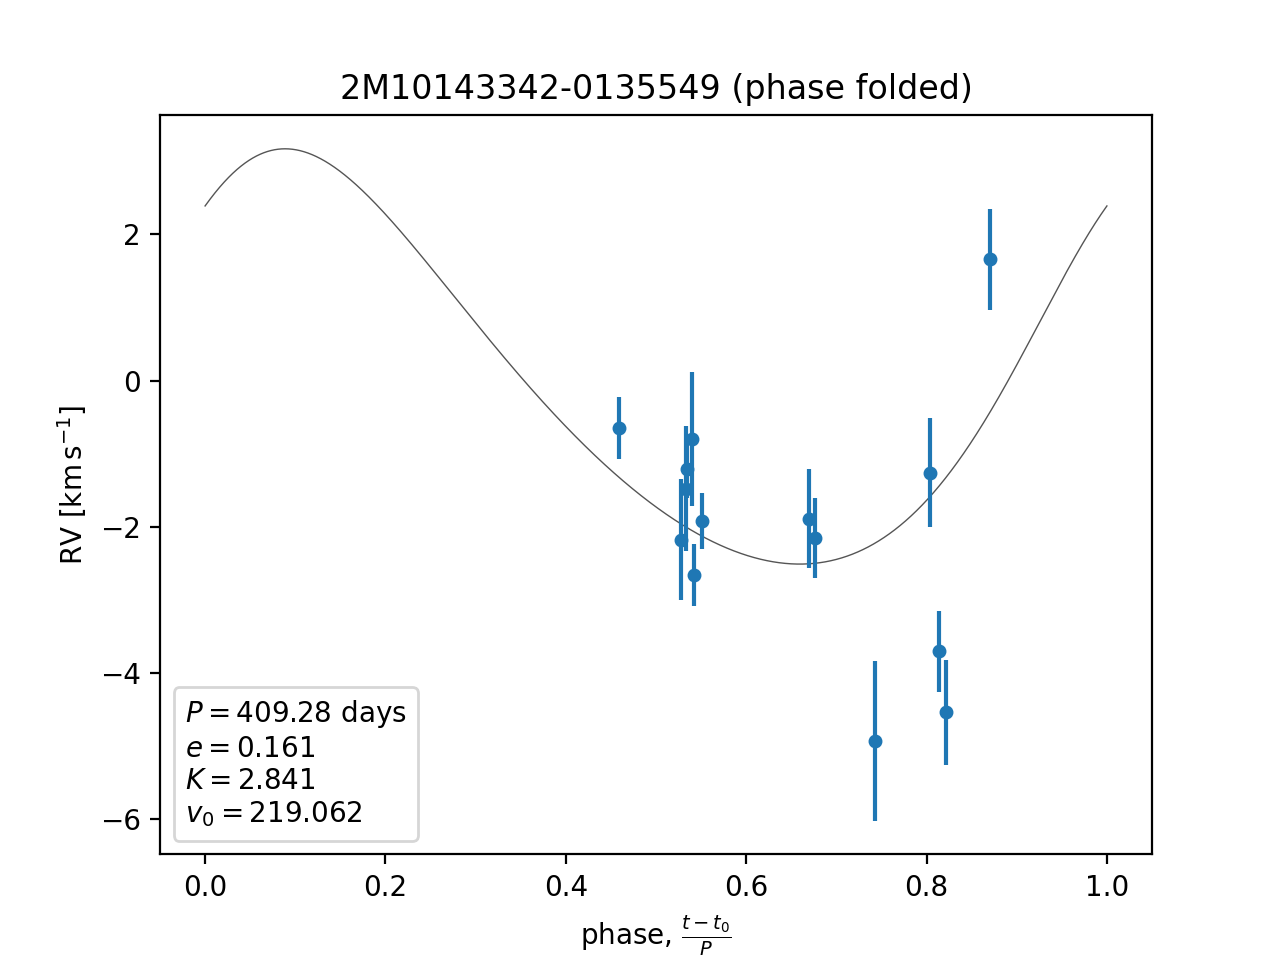 2M10143342-0135549 (phase folded)
RV [km s⁻¹]
2
0
−2
−4
−6
P = 409.28 days
e = 0.161
K = 2.841
v₀ = 219.062
0.0 0.2 0.4 0.6 0.8 1.0
phase, (t − t₀)/P